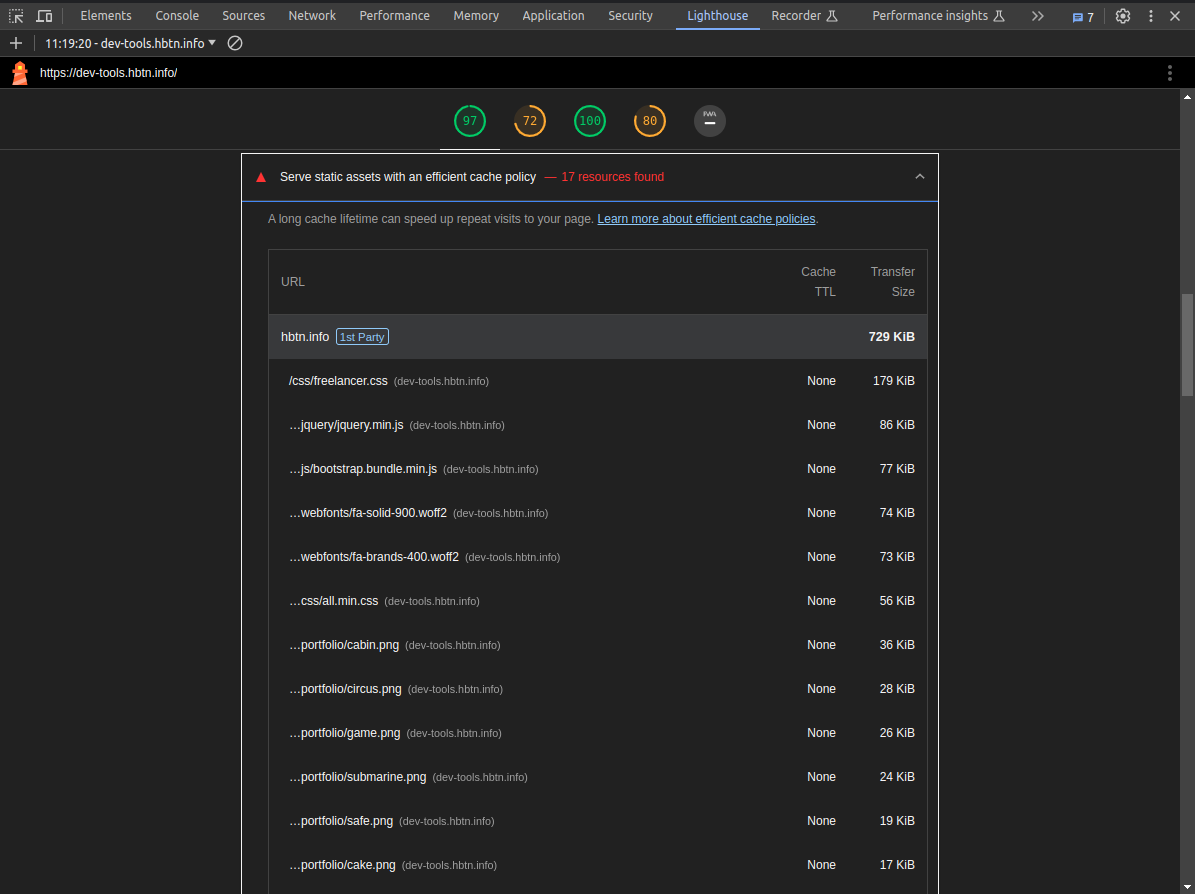 Elements Console Sources Network Performance Memory Application Security Lighthouse Recorder Performance insights 7
11:19:20 - dev-tools.hbtn.info
https://dev-tools.hbtn.info/
97 72 100 80 PWA
Serve static assets with an efficient cache policy — 17 resources found
A long cache lifetime can speed up repeat visits to your page. Learn more about efficient cache policies.
URL Cache TTL Transfer Size
hbtn.info 1st Party 729 KiB
/css/freelancer.css (dev-tools.hbtn.info) None 179 KiB
…jquery/jquery.min.js (dev-tools.hbtn.info) None 86 KiB
…js/bootstrap.bundle.min.js (dev-tools.hbtn.info) None 77 KiB
…webfonts/fa-solid-900.woff2 (dev-tools.hbtn.info) None 74 KiB
…webfonts/fa-brands-400.woff2 (dev-tools.hbtn.info) None 73 KiB
…css/all.min.css (dev-tools.hbtn.info) None 56 KiB
…portfolio/cabin.png (dev-tools.hbtn.info) None 36 KiB
…portfolio/circus.png (dev-tools.hbtn.info) None 28 KiB
…portfolio/game.png (dev-tools.hbtn.info) None 26 KiB
…portfolio/submarine.png (dev-tools.hbtn.info) None 24 KiB
…portfolio/safe.png (dev-tools.hbtn.info) None 19 KiB
…portfolio/cake.png (dev-tools.hbtn.info) None 17 KiB